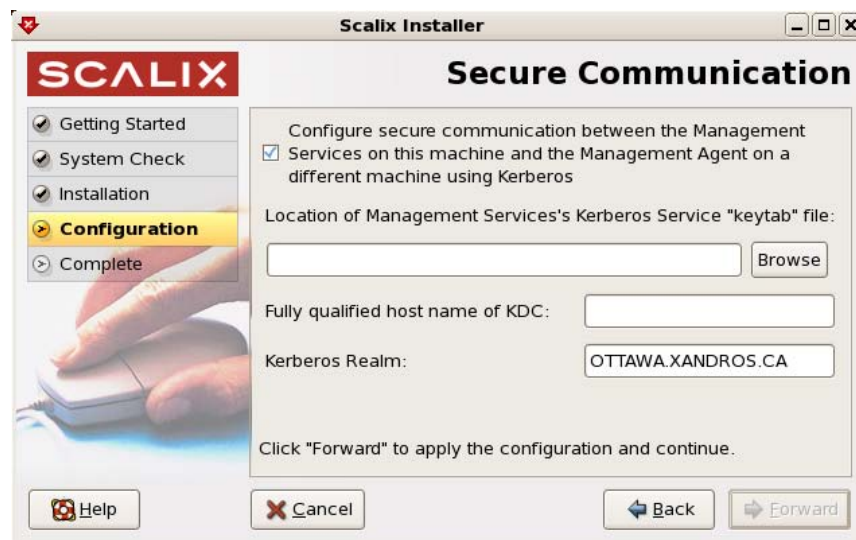 Scalix Installer
SCALIX
Secure Communication
Getting Started
System Check
Installation
Configuration
Complete
Configure secure communication between the Management
Services on this machine and the Management Agent on a
different machine using Kerberos
Location of Management Services's Kerberos Service "keytab" file:
Browse
Fully qualified host name of KDC:
Kerberos Realm: OTTAWA.XANDROS.CA
Click "Forward" to apply the configuration and continue.
Help Cancel Back Forward